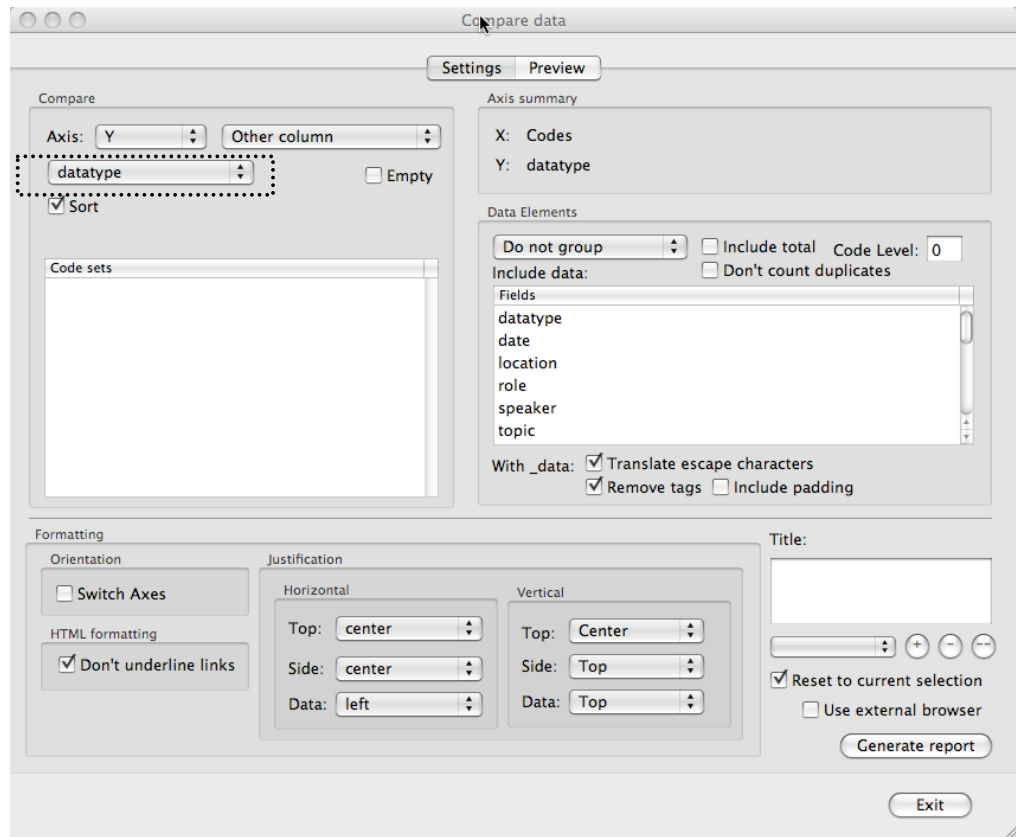 Compare data
Settings Preview
Compare
Axis: Y Other column
datatype Empty
Sort
Code sets
Axis summary
X: Codes
Y: datatype
Data Elements
Do not group Include total Code Level: 0
Include data: Don't count duplicates
Fields
datatype
date
location
role
speaker
topic
With _data: Translate escape characters
Remove tags Include padding
Formatting
Orientation
Switch Axes
HTML formatting
Don't underline links
Justification
Horizontal
Top: center
Side: center
Data: left
Vertical
Top: Center
Side: Top
Data: Top
Title:
+ - --
Reset to current selection
Use external browser
Generate report
Exit